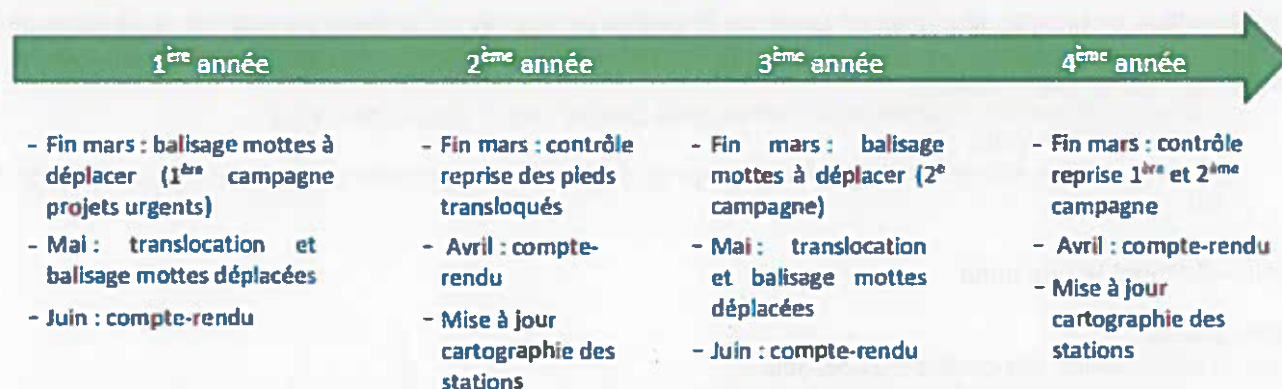 1ère année
2ème année
3ème année
4ème année
- Fin mars : balisage mottes à
déplacer (1ère campagne
projets urgents)
- Mai : translocation et
balisage mottes déplacées
- Juin : compte-rendu
- Fin mars : contrôle
reprise des pieds
transloqués
- Avril : compte-
rendu
- Mise à jour
cartographie des
stations
- Fin mars : balisage
mottes à déplacer (2e
campagne)
- Mai : translocation
et balisage mottes
déplacées
- Juin : compte-rendu
- Fin mars : contrôle
reprise 1ère et 2ème
campagne
- Avril : compte-rendu
- Mise à jour
cartographie des
stations